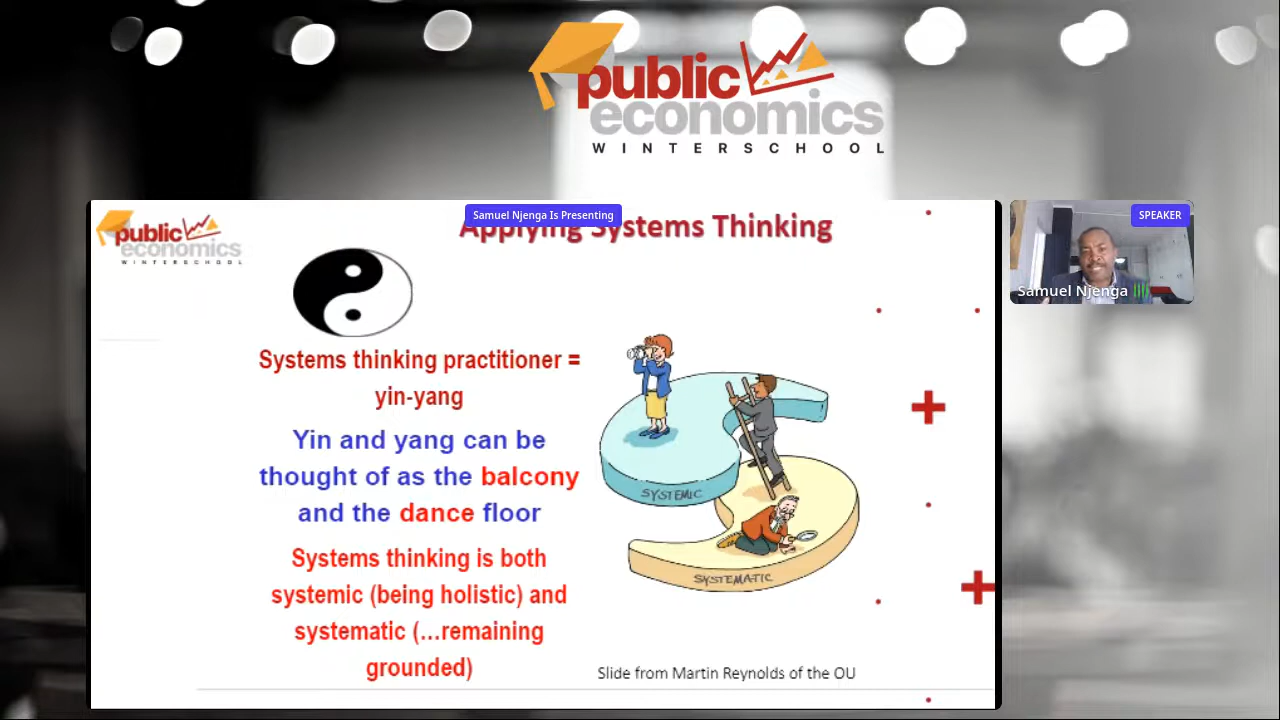 public
economics
WINTERSCHOOL
Samuel Njenga Is Presenting
SPEAKER
Samuel Njenga
public
economics
WINTERSCHOOL
Applying Systems Thinking
Systems thinking practitioner =
yin-yang
Yin and yang can be
thought of as the balcony
and the dance floor
Systems thinking is both
systemic (being holistic) and
systematic (...remaining
grounded)
SYSTEMIC
SYSTEMATIC
Slide from Martin Reynolds of the OU